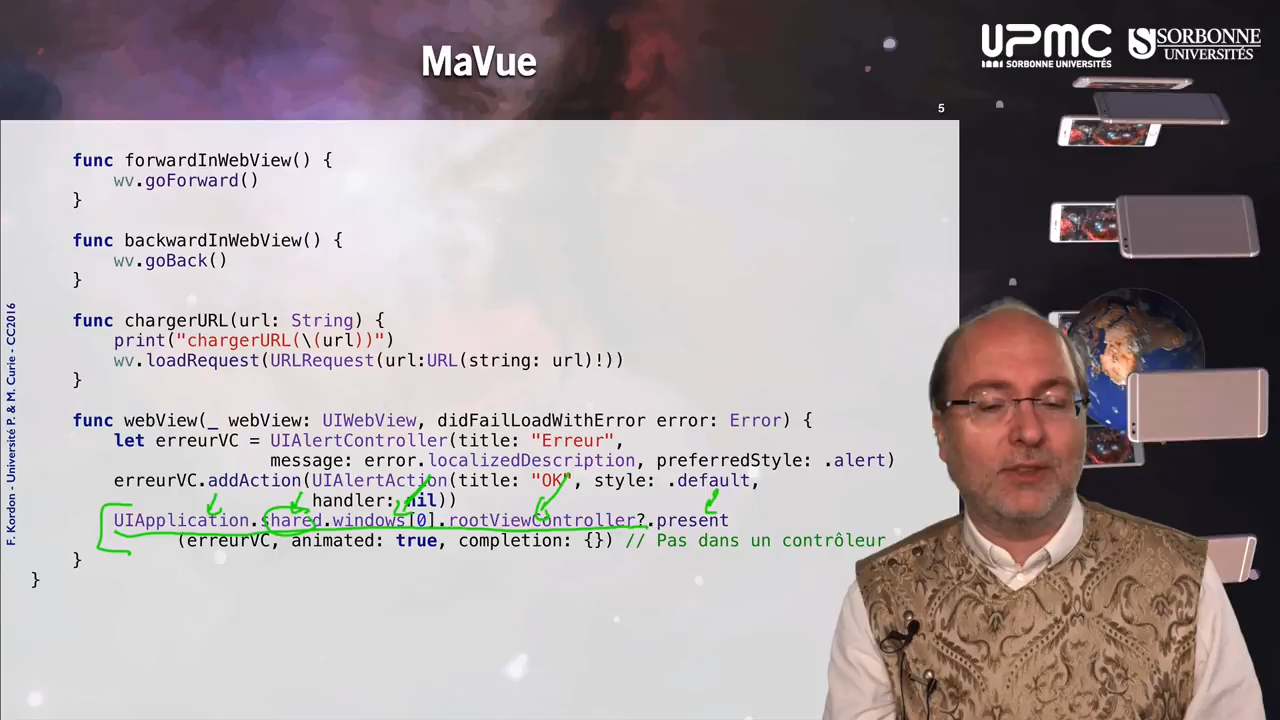 MaVue
UPMC
SORBONNE UNIVERSITÉS
SORBONNE
UNIVERSITÉS
5
func forwardInWebView() {
wv.goForward()
}
func backwardInWebView() {
wv.goBack()
}
func chargerURL(url: String) {
print("chargerURL(\(url))")
wv.loadRequest(URLRequest(url:URL(string: url)!))
}
func webView(_ webView: UIWebView, didFailLoadWithError error: Error) {
let erreurVC = UIAlertController(title: "Erreur",
message: error.localizedDescription, preferredStyle: .alert)
erreurVC.addAction(UIAlertAction(title: "OK", style: .default,
handler: nil))
UIApplication.shared.windows[0].rootViewController?.present
(erreurVC, animated: true, completion: {}) // Pas dans un contrôleur
}
}
F. Kordon - Université P. & M. Curie - CC2016